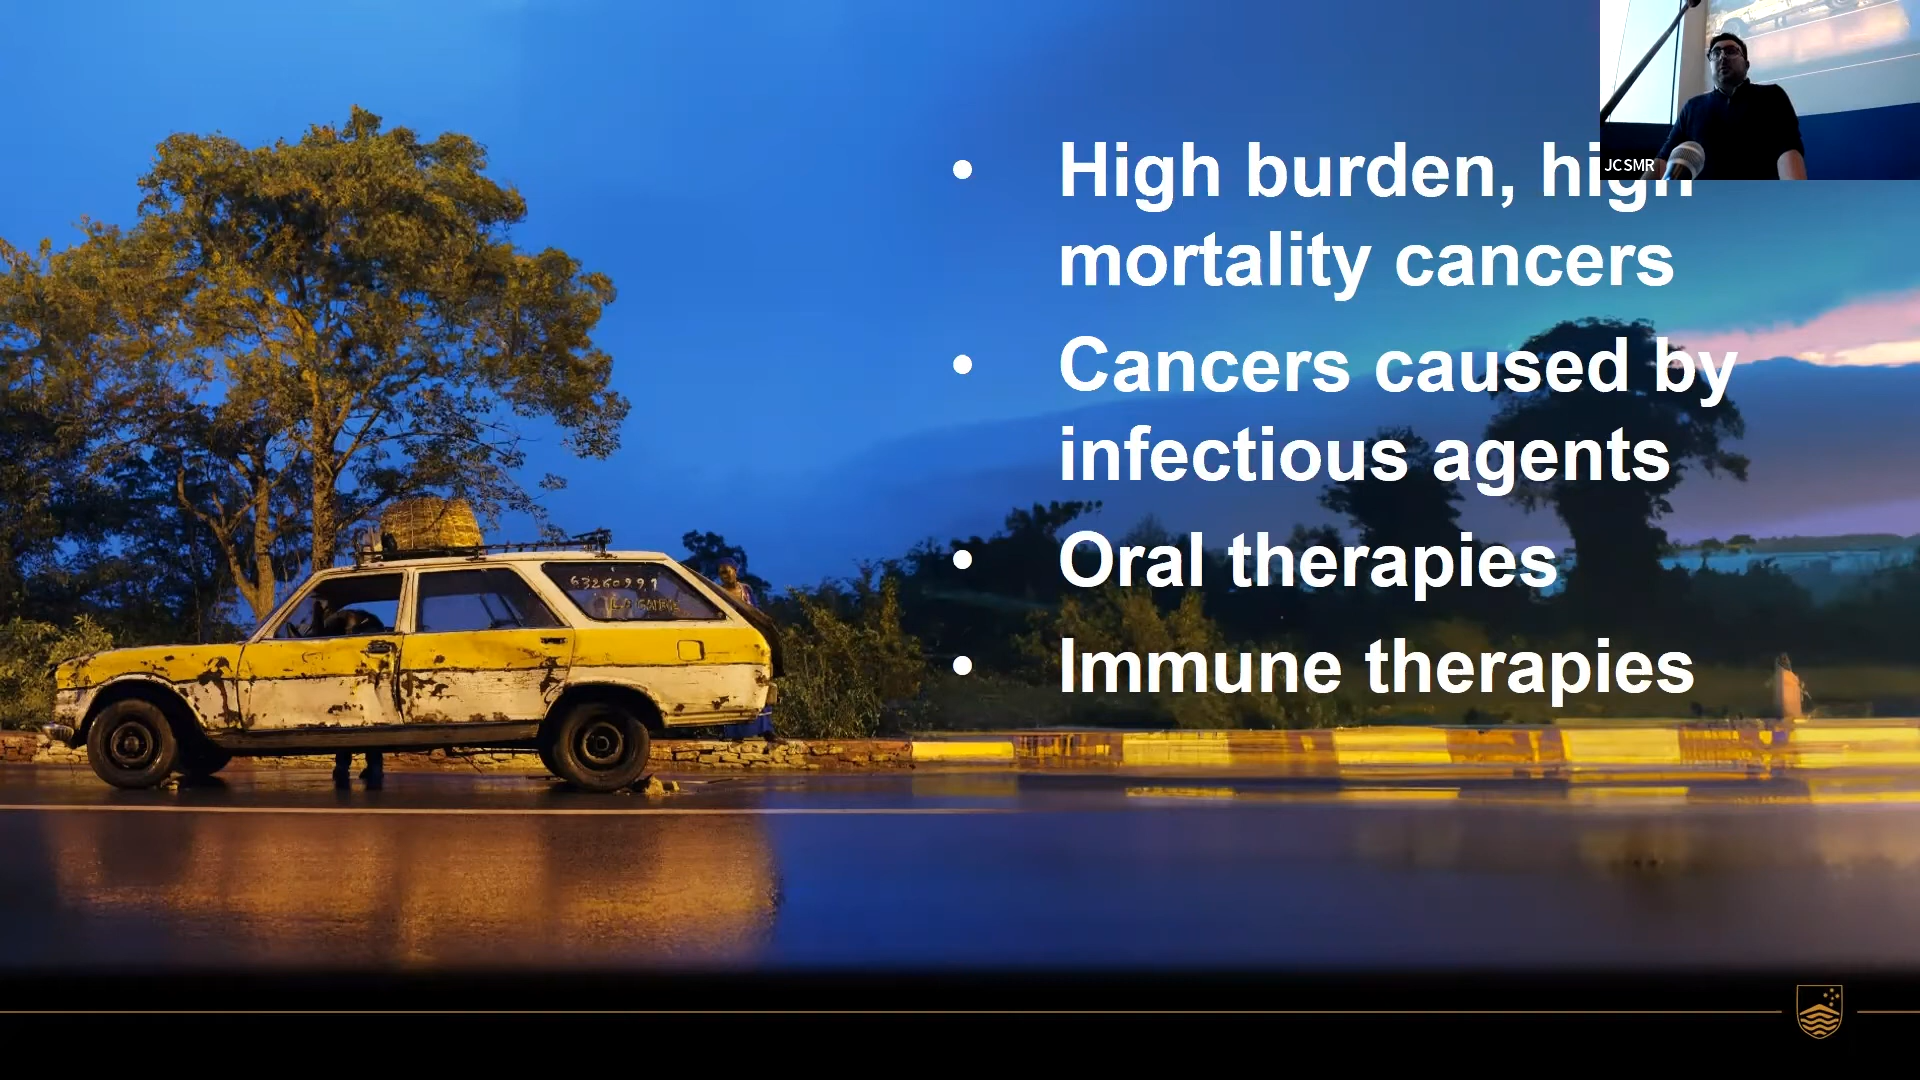 JCSMR
• High burden, high
mortality cancers
• Cancers caused by
infectious agents
• Oral therapies
• Immune therapies